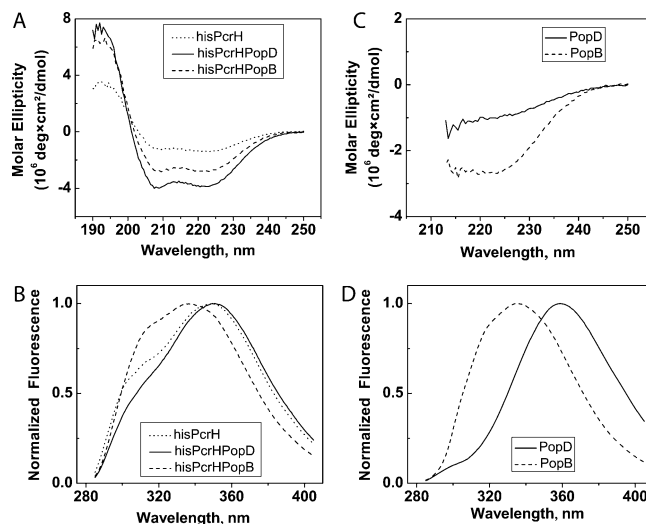 A
hisPcrH
hisPcrHPopD
hisPcrHPopB
Molar Ellipticity
(10⁶ deg×cm²/dmol)
8
4
0
-4
190 200 210 220 230 240 250
Wavelength, nm
C
PopD
PopB
Molar Ellipticity
(10⁶ deg×cm²/dmol)
2
0
-2
-4
210 220 230 240 250
Wavelength, nm
B
Normalized Fluorescence
1.0
0.5
0.0
hisPcrH
hisPcrHPopD
hisPcrHPopB
280 320 360 400
Wavelength, nm
D
Normalized Fluorescence
1.0
0.5
0.0
PopD
PopB
280 320 360 400
Wavelength, nm